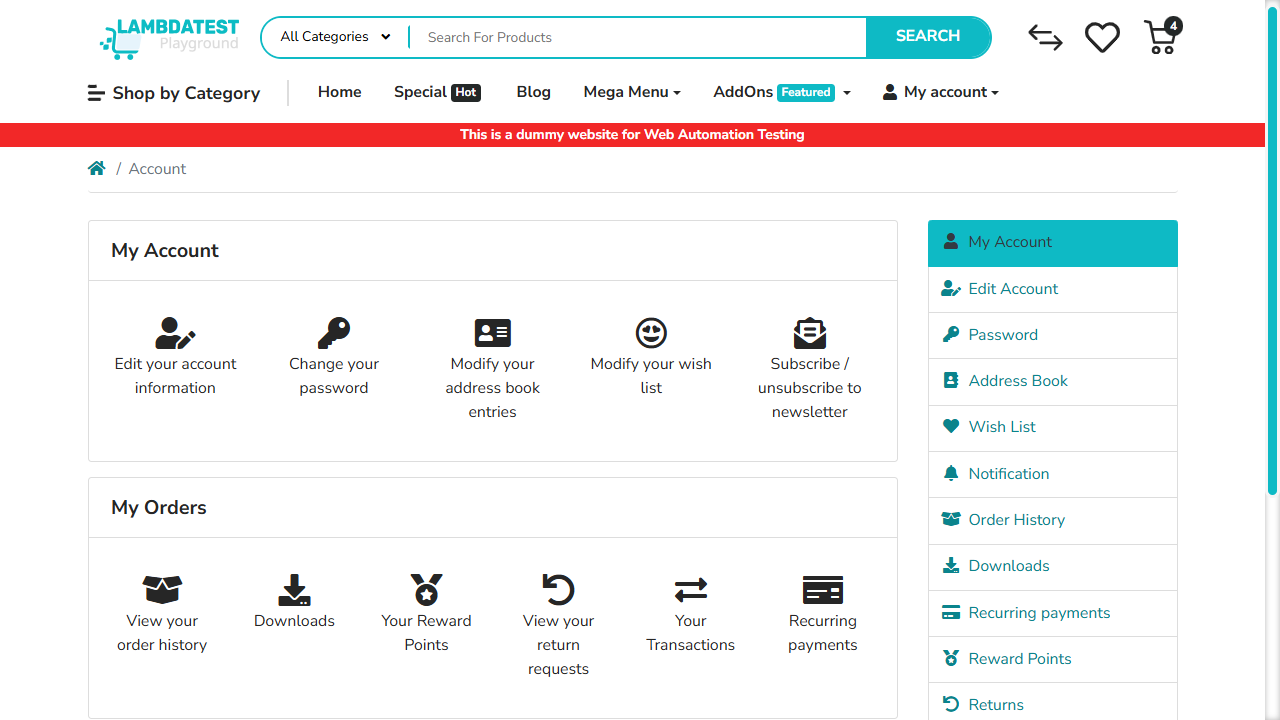 LAMBDATEST
Playground
All Categories
Search For Products
SEARCH
4
Shop by Category
Home
Special Hot
Blog
Mega Menu
AddOns Featured
My account
This is a dummy website for Web Automation Testing
/ Account
My Account
Edit your account
information
Change your
password
Modify your
address book
entries
Modify your wish
list
Subscribe /
unsubscribe to
newsletter
My Orders
View your
order history
Downloads
Your Reward
Points
View your
return
requests
Your
Transactions
Recurring
payments
My Account
Edit Account
Password
Address Book
Wish List
Notification
Order History
Downloads
Recurring payments
Reward Points
Returns